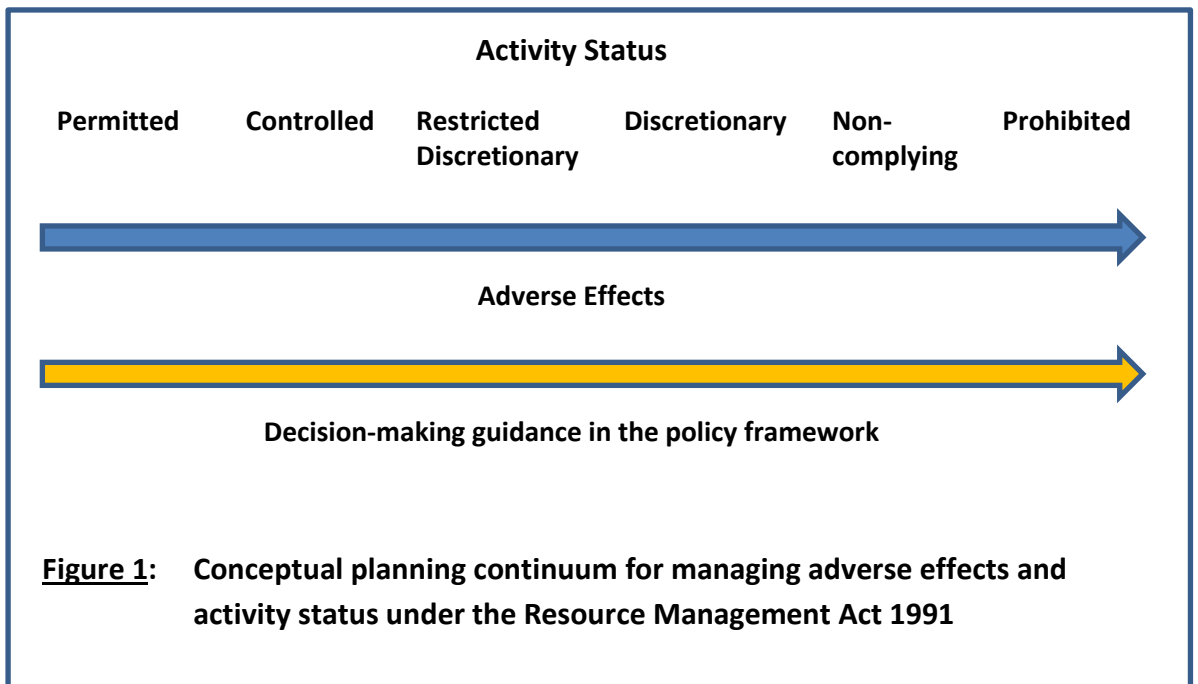 Activity Status
Permitted Controlled Restricted Discretionary Non- Prohibited
Discretionary complying
Adverse Effects
Decision-making guidance in the policy framework
Figure 1: Conceptual planning continuum for managing adverse effects and
activity status under the Resource Management Act 1991